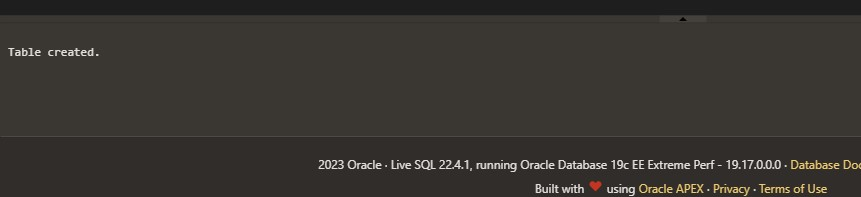 Table created.
2023 Oracle · Live SQL 22.4.1, running Oracle Database 19c EE Extreme Perf - 19.17.0.0.0 · Database Doc
Built with ❤ using Oracle APEX · Privacy · Terms of Use